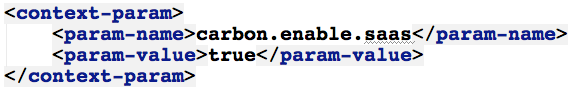 <context-param>
    <param-name>carbon.enable.saas</param-name>
    <param-value>true</param-value>
</context-param>